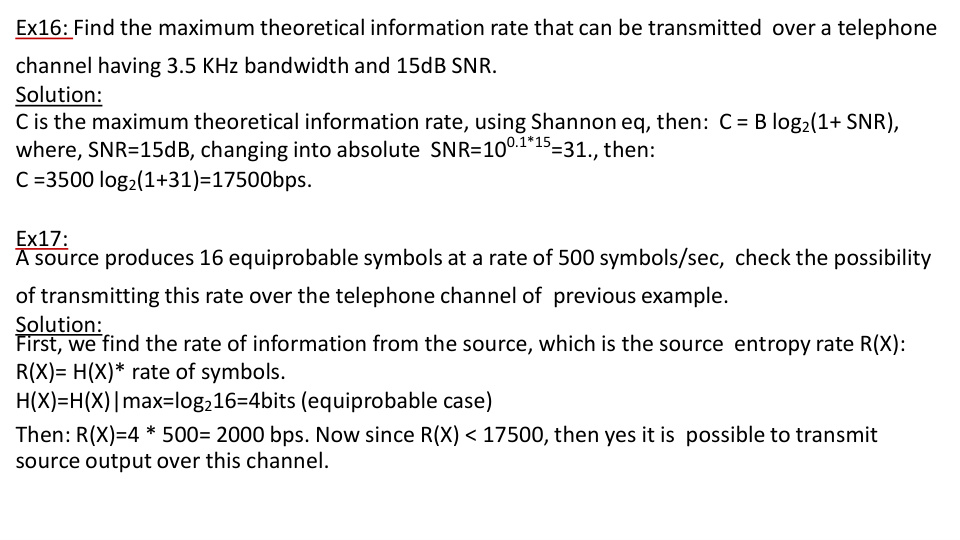 Ex16: Find the maximum theoretical information rate that can be transmitted over a telephone
channel having 3.5 KHz bandwidth and 15dB SNR.
Solution:
C is the maximum theoretical information rate, using Shannon eq, then: C = B log₂(1+ SNR),
where, SNR=15dB, changing into absolute SNR=10⁰·¹*¹⁵=31., then:
C =3500 log₂(1+31)=17500bps.
Ex17:
A source produces 16 equiprobable symbols at a rate of 500 symbols/sec, check the possibility
of transmitting this rate over the telephone channel of previous example.
Solution:
First, we find the rate of information from the source, which is the source entropy rate R(X):
R(X)= H(X)* rate of symbols.
H(X)=H(X)|max=log₂16=4bits (equiprobable case)
Then: R(X)=4 * 500= 2000 bps. Now since R(X) < 17500, then yes it is possible to transmit
source output over this channel.